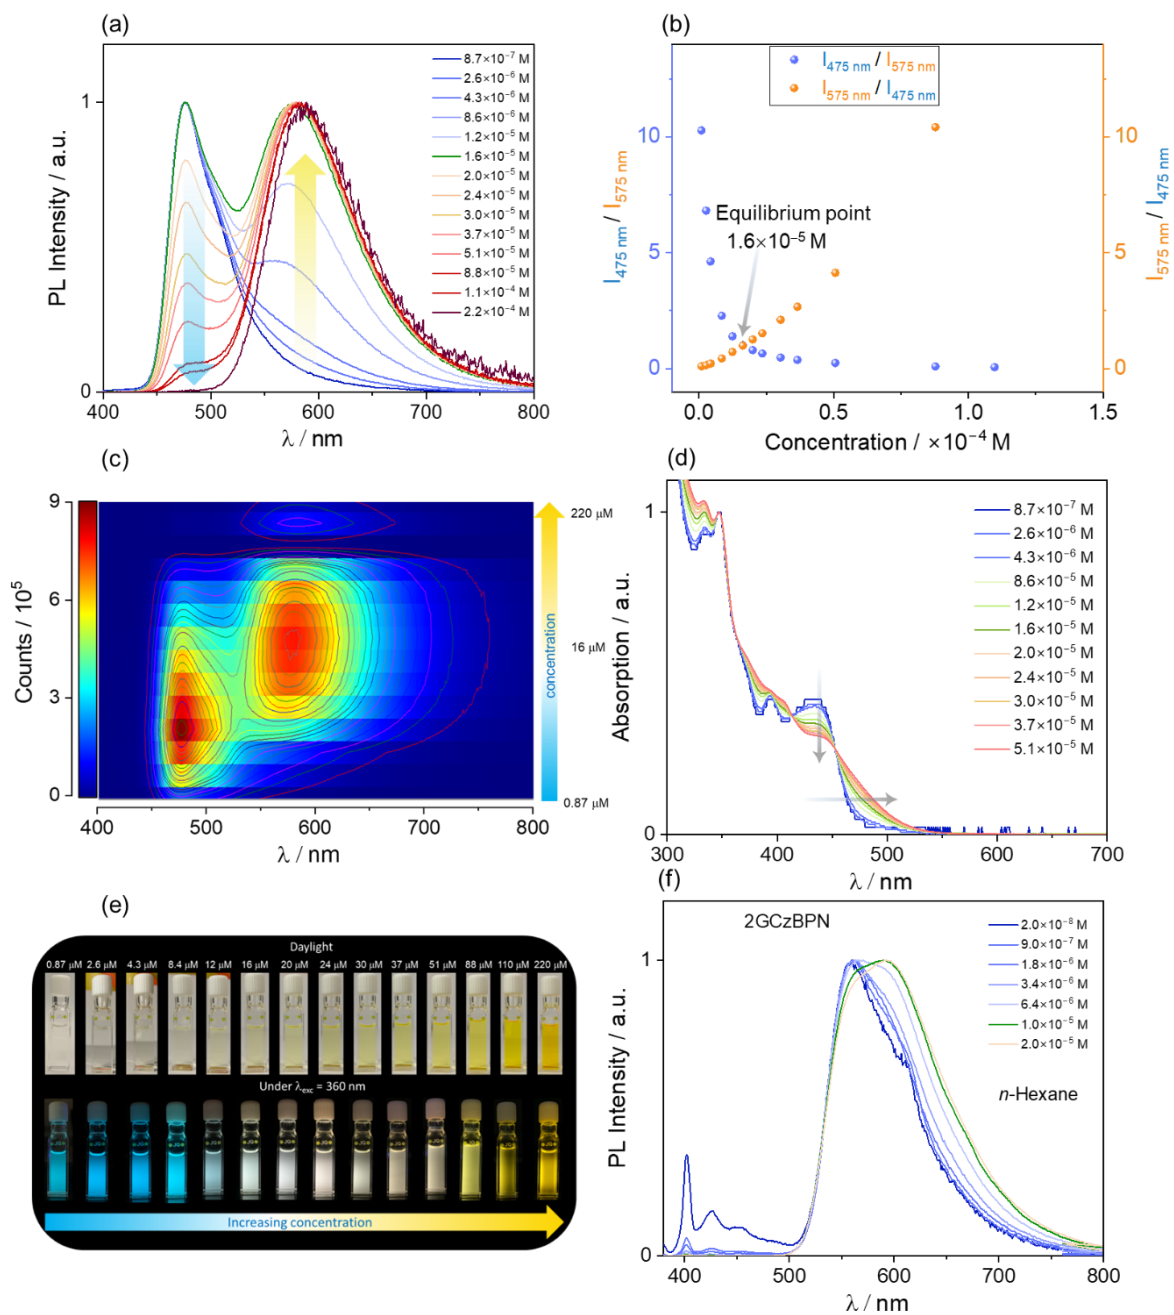 (a)
PL Intensity / a.u.
1
0
8.7×10⁻⁷ M
2.6×10⁻⁶ M
4.3×10⁻⁶ M
8.6×10⁻⁶ M
1.2×10⁻⁵ M
1.6×10⁻⁵ M
2.0×10⁻⁵ M
2.4×10⁻⁵ M
3.0×10⁻⁵ M
3.7×10⁻⁵ M
5.1×10⁻⁵ M
8.8×10⁻⁵ M
1.1×10⁻⁴ M
2.2×10⁻⁴ M
400 500 600 700 800
λ / nm
(b)
I475 nm / I575 nm
I575 nm / I475 nm
I475 nm / I575 nm
10
5
0
Equilibrium point
1.6×10⁻⁵ M
10
5
0
I575 nm / I475 nm
0.0 0.5 1.0 1.5
Concentration / ×10⁻⁴ M
(c)
Counts / 10⁵
9
6
3
0
220 μM
concentration
16 μM
0.87 μM
400 500 600 700 800
λ / nm
(d)
Absorption / a.u.
1
0
8.7×10⁻⁷ M
2.6×10⁻⁶ M
4.3×10⁻⁶ M
8.6×10⁻⁵ M
1.2×10⁻⁵ M
1.6×10⁻⁵ M
2.0×10⁻⁵ M
2.4×10⁻⁵ M
3.0×10⁻⁵ M
3.7×10⁻⁵ M
5.1×10⁻⁵ M
300 400 500 600 700
λ / nm
(e)
Daylight
0.87 μM 2.6 μM 4.3 μM 8.4 μM 12 μM 16 μM 20 μM 24 μM 30 μM 37 μM 51 μM 88 μM 110 μM 220 μM
Under λexc = 360 nm
Increasing concentration
(f)
2GCzBPN
PL Intensity / a.u.
1
0
2.0×10⁻⁸ M
9.0×10⁻⁷ M
1.8×10⁻⁶ M
3.4×10⁻⁶ M
6.4×10⁻⁶ M
1.0×10⁻⁵ M
2.0×10⁻⁵ M
n-Hexane
400 500 600 700 800
λ / nm